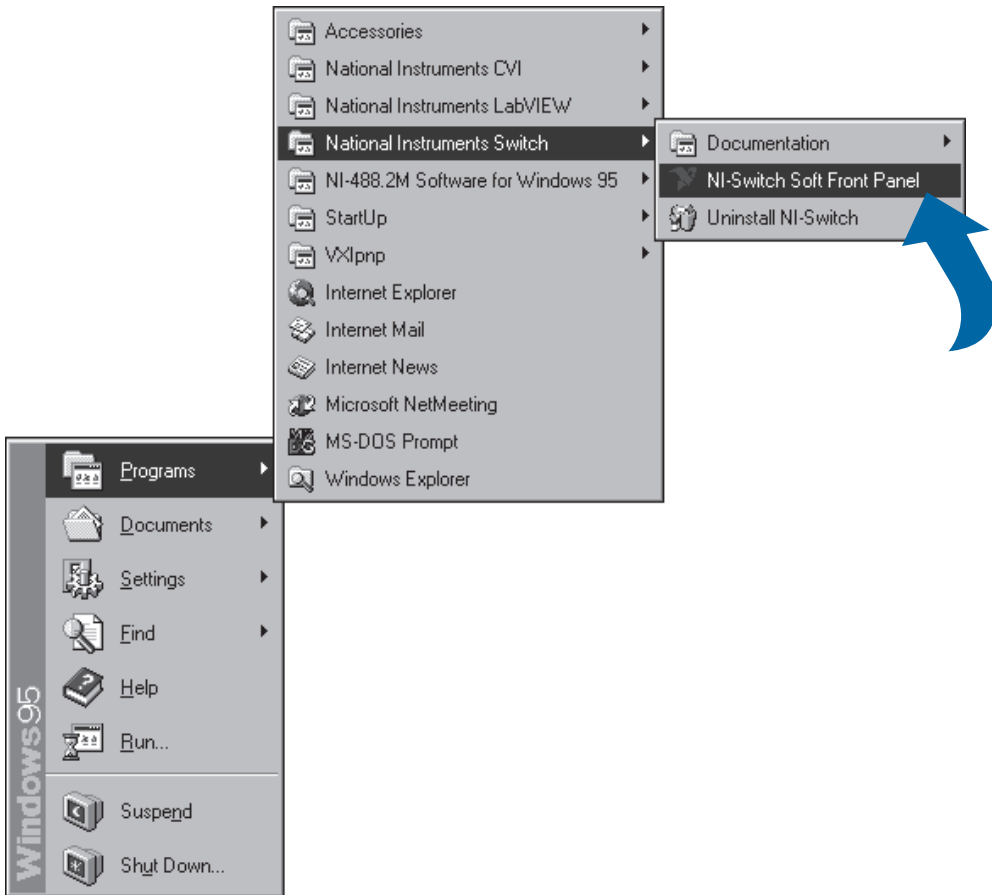 Accessories
National Instruments CVI
National Instruments LabVIEW
National Instruments Switch
NI-488.2M Software for Windows 95
StartUp
VXIpnp
Internet Explorer
Internet Mail
Internet News
Microsoft NetMeeting
MS-DOS Prompt
Windows Explorer
Documentation
NI-Switch Soft Front Panel
Uninstall NI-Switch
Programs
Documents
Settings
Find
Help
Run...
Suspend
Shut Down...
Windows95